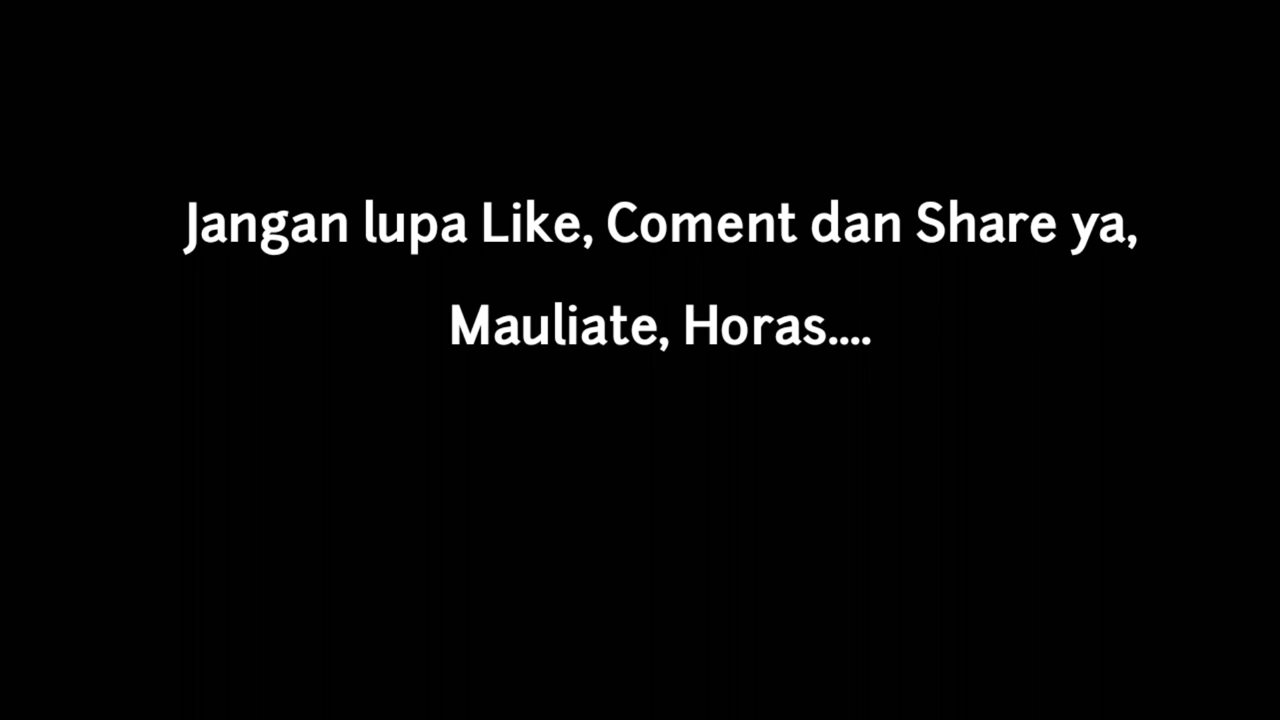 Jangan lupa Like, Coment dan Share ya,
Mauliate, Horas....